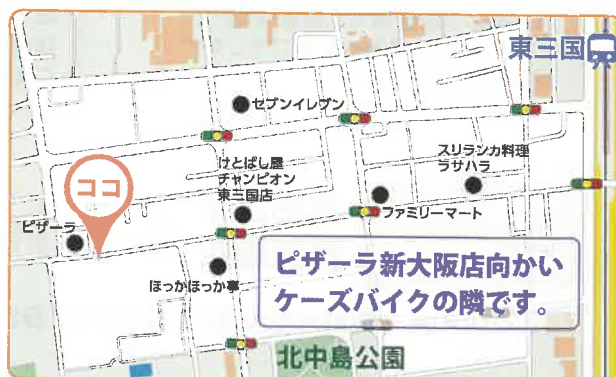 東三国
セブンイレブン
スリランカ料理
ラサハラ
けとばし屋
チャンピオン
東三国店
ココ
ファミリーマート
ピザーラ
ピザーラ新大阪店向かい
ケーズバイクの隣です。
ほっかほっか亭
北中島公園